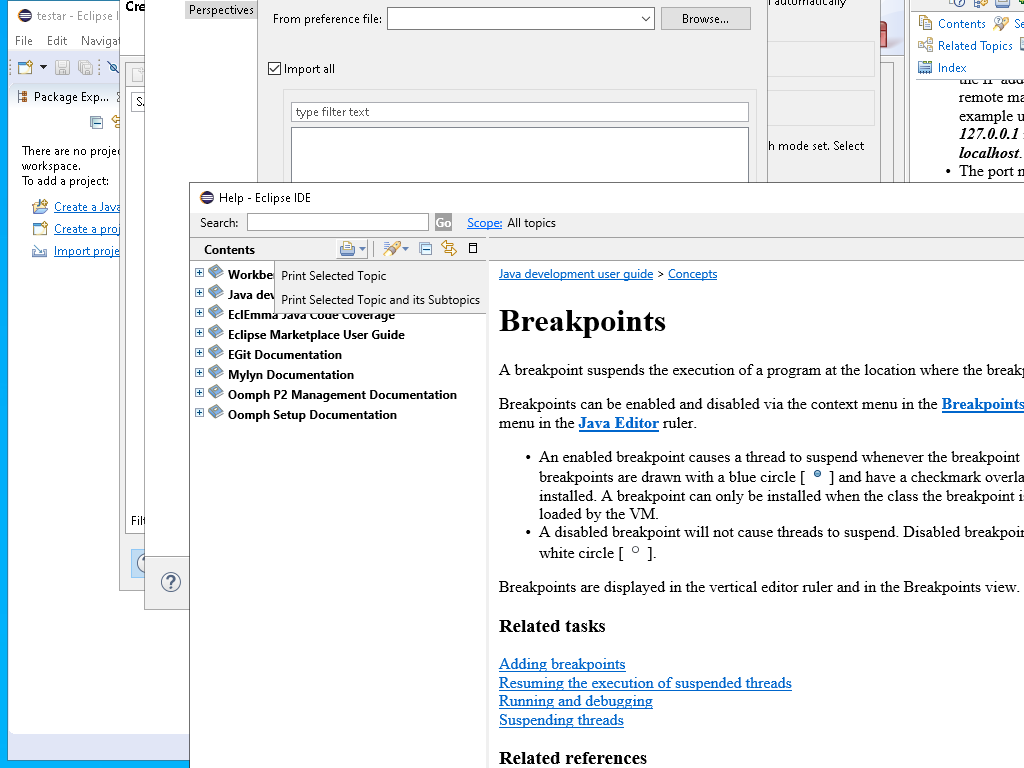 testar - Eclipse I
File Edit Navigat
Package Exp...
There are no proje
workspace.
To add a project:
Create a Java
Create a proj
Import proje
Cre
Perspectives
From preference file:
Browse...
Import all
type filter text
automatically
h mode set. Select
Filt
Contents
Se
Related Topics
Index
the IP add
remote ma
example u
127.0.0.1
localhost.
• The port n
Help - Eclipse IDE
Search:
Go
Scope: All topics
Contents
Print Selected Topic
Print Selected Topic and its Subtopics
Workbe
Java dev
EclEmma Java Code Coverage
Eclipse Marketplace User Guide
EGit Documentation
Mylyn Documentation
Oomph P2 Management Documentation
Oomph Setup Documentation
Java development user guide > Concepts
Breakpoints
A breakpoint suspends the execution of a program at the location where the breakp
Breakpoints can be enabled and disabled via the context menu in the Breakpoints
menu in the Java Editor ruler.
• An enabled breakpoint causes a thread to suspend whenever the breakpoint
breakpoints are drawn with a blue circle [ ] and have a checkmark overla
installed. A breakpoint can only be installed when the class the breakpoint is
loaded by the VM.
• A disabled breakpoint will not cause threads to suspend. Disabled breakpoin
white circle [ ].
Breakpoints are displayed in the vertical editor ruler and in the Breakpoints view.
Related tasks
Adding breakpoints
Resuming the execution of suspended threads
Running and debugging
Suspending threads
Related references